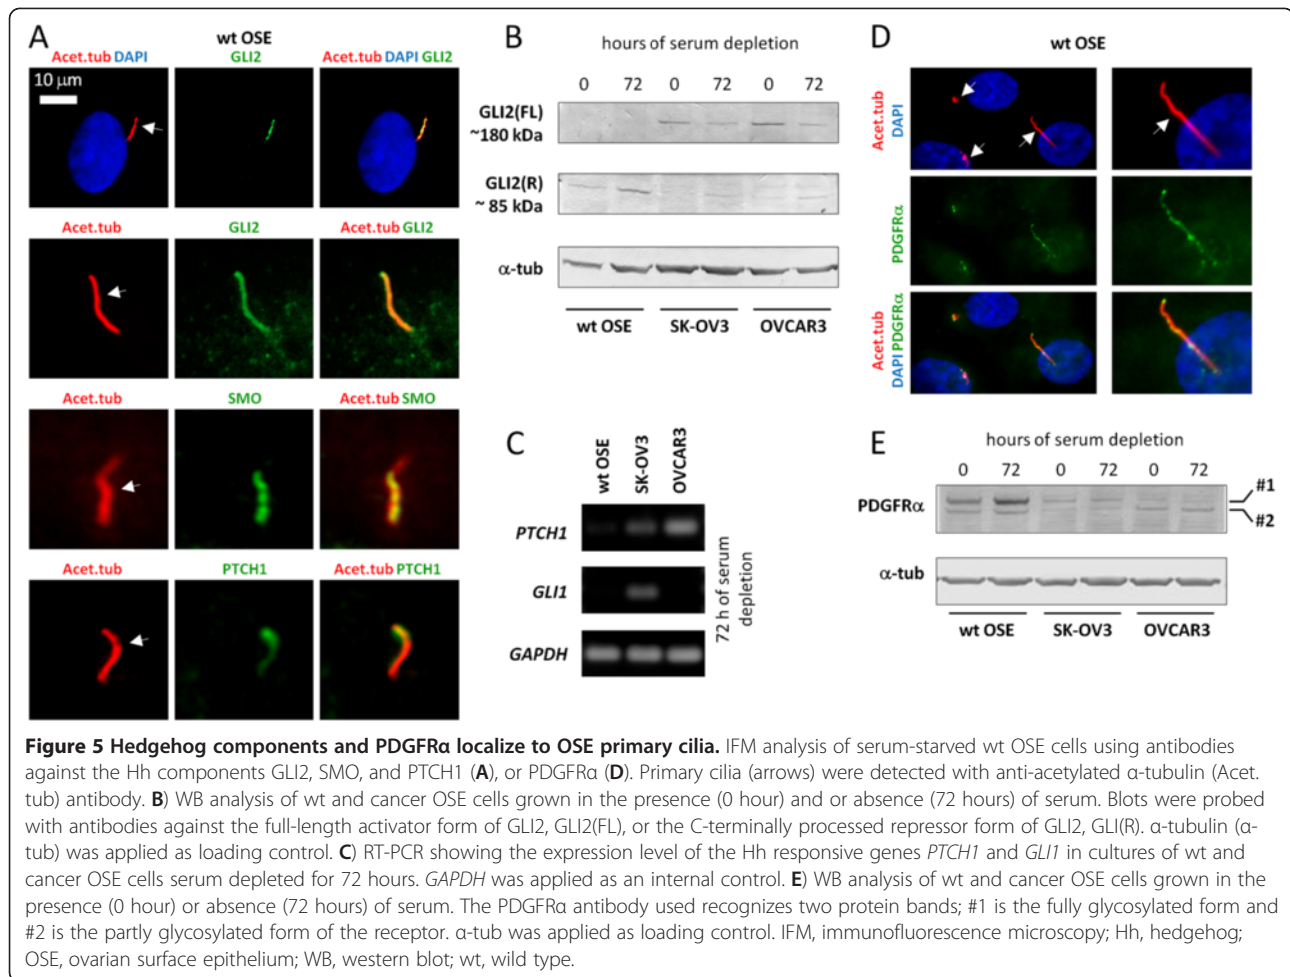 A
wt OSE
Acet.tub DAPI
GLI2
Acet.tub DAPI GLI2
10 µm
Acet.tub
GLI2
Acet.tub GLI2
Acet.tub
SMO
Acet.tub SMO
Acet.tub
PTCH1
Acet.tub PTCH1
B
hours of serum depletion
0 72 0 72 0 72
GLI2(FL)
~180 kDa
GLI2(R)
~ 85 kDa
α-tub
wt OSE SK-OV3 OVCAR3
C
wt OSE
SK-OV3
OVCAR3
PTCH1
GLI1
GAPDH
72 h of serum
depletion
D
wt OSE
Acet.tub
DAPI
PDGFRα
Acet.tub
DAPI PDGFRα
E
hours of serum depletion
0 72 0 72 0 72
PDGFRα
#1
#2
α-tub
wt OSE SK-OV3 OVCAR3
Figure 5 Hedgehog components and PDGFRα localize to OSE primary cilia. IFM analysis of serum-starved wt OSE cells using antibodies
against the Hh components GLI2, SMO, and PTCH1 (A), or PDGFRα (D). Primary cilia (arrows) were detected with anti-acetylated α-tubulin (Acet.
tub) antibody. B) WB analysis of wt and cancer OSE cells grown in the presence (0 hour) and or absence (72 hours) of serum. Blots were probed
with antibodies against the full-length activator form of GLI2, GLI2(FL), or the C-terminally processed repressor form of GLI2, GLI(R). α-tubulin (α-
tub) was applied as loading control. C) RT-PCR showing the expression level of the Hh responsive genes PTCH1 and GLI1 in cultures of wt and
cancer OSE cells serum depleted for 72 hours. GAPDH was applied as an internal control. E) WB analysis of wt and cancer OSE cells grown in the
presence (0 hour) or absence (72 hours) of serum. The PDGFRα antibody used recognizes two protein bands; #1 is the fully glycosylated form and
#2 is the partly glycosylated form of the receptor. α-tub was applied as loading control. IFM, immunofluorescence microscopy; Hh, hedgehog;
OSE, ovarian surface epithelium; WB, western blot; wt, wild type.